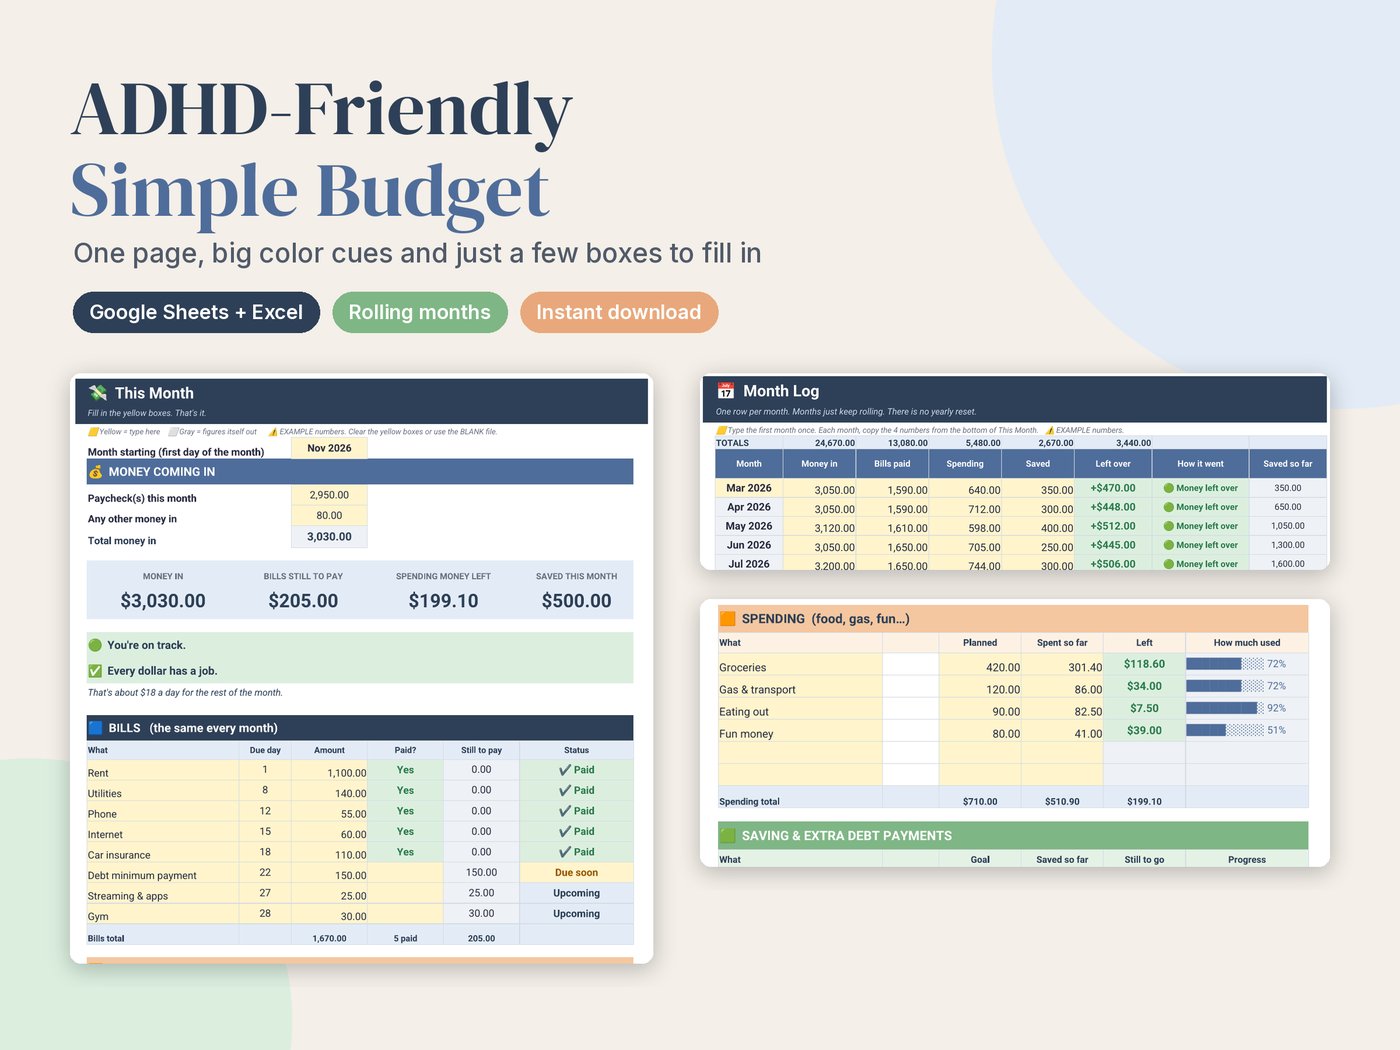 ADHD-Friendly
Simple Budget
One page, big color cues and just a few boxes to fill in
Google Sheets + Excel Rolling months Instant download
💸 This Month
Fill in the yellow boxes. That's it.
🟨 Yellow = type here ⬜ Gray = figures itself out ⚠️ EXAMPLE numbers. Clear the yellow boxes or use the BLANK file.
Month starting (first day of the month) Nov 2026
💰 MONEY COMING IN
Paycheck(s) this month 2,950.00
Any other money in 80.00
Total money in 3,030.00
MONEY IN BILLS STILL TO PAY SPENDING MONEY LEFT SAVED THIS MONTH
$3,030.00 $205.00 $199.10 $500.00
🟢 You're on track.
✅ Every dollar has a job.
That's about $18 a day for the rest of the month.
🟦 BILLS (the same every month)
What Due day Amount Paid? Still to pay Status
Rent 1 1,100.00 Yes 0.00 ✔ Paid
Utilities 8 140.00 Yes 0.00 ✔ Paid
Phone 12 55.00 Yes 0.00 ✔ Paid
Internet 15 60.00 Yes 0.00 ✔ Paid
Car insurance 18 110.00 Yes 0.00 ✔ Paid
Debt minimum payment 22 150.00 150.00 Due soon
Streaming & apps 27 25.00 25.00 Upcoming
Gym 28 30.00 30.00 Upcoming
Bills total 1,670.00 5 paid 205.00
📅 Month Log
One row per month. Months just keep rolling. There is no yearly reset.
🟨 Type the first month once. Each month, copy the 4 numbers from the bottom of This Month. ⚠️ EXAMPLE numbers.
TOTALS 24,670.00 13,080.00 5,480.00 2,670.00 3,440.00
Month Money in Bills paid Spending Saved Left over How it went Saved so far
Mar 2026 3,050.00 1,590.00 640.00 350.00 +$470.00 🟢 Money left over 350.00
Apr 2026 3,050.00 1,590.00 712.00 300.00 +$448.00 🟢 Money left over 650.00
May 2026 3,120.00 1,610.00 598.00 400.00 +$512.00 🟢 Money left over 1,050.00
Jun 2026 3,050.00 1,650.00 705.00 250.00 +$445.00 🟢 Money left over 1,300.00
Jul 2026 3,200.00 1,650.00 744.00 300.00 +$506.00 🟢 Money left over 1,600.00
🟧 SPENDING (food, gas, fun...)
What Planned Spent so far Left How much used
Groceries 420.00 301.40 $118.60 72%
Gas & transport 120.00 86.00 $34.00 72%
Eating out 90.00 82.50 $7.50 92%
Fun money 80.00 41.00 $39.00 51%
Spending total $710.00 $510.90 $199.10
🟩 SAVING & EXTRA DEBT PAYMENTS
What Goal Saved so far Still to go Progress